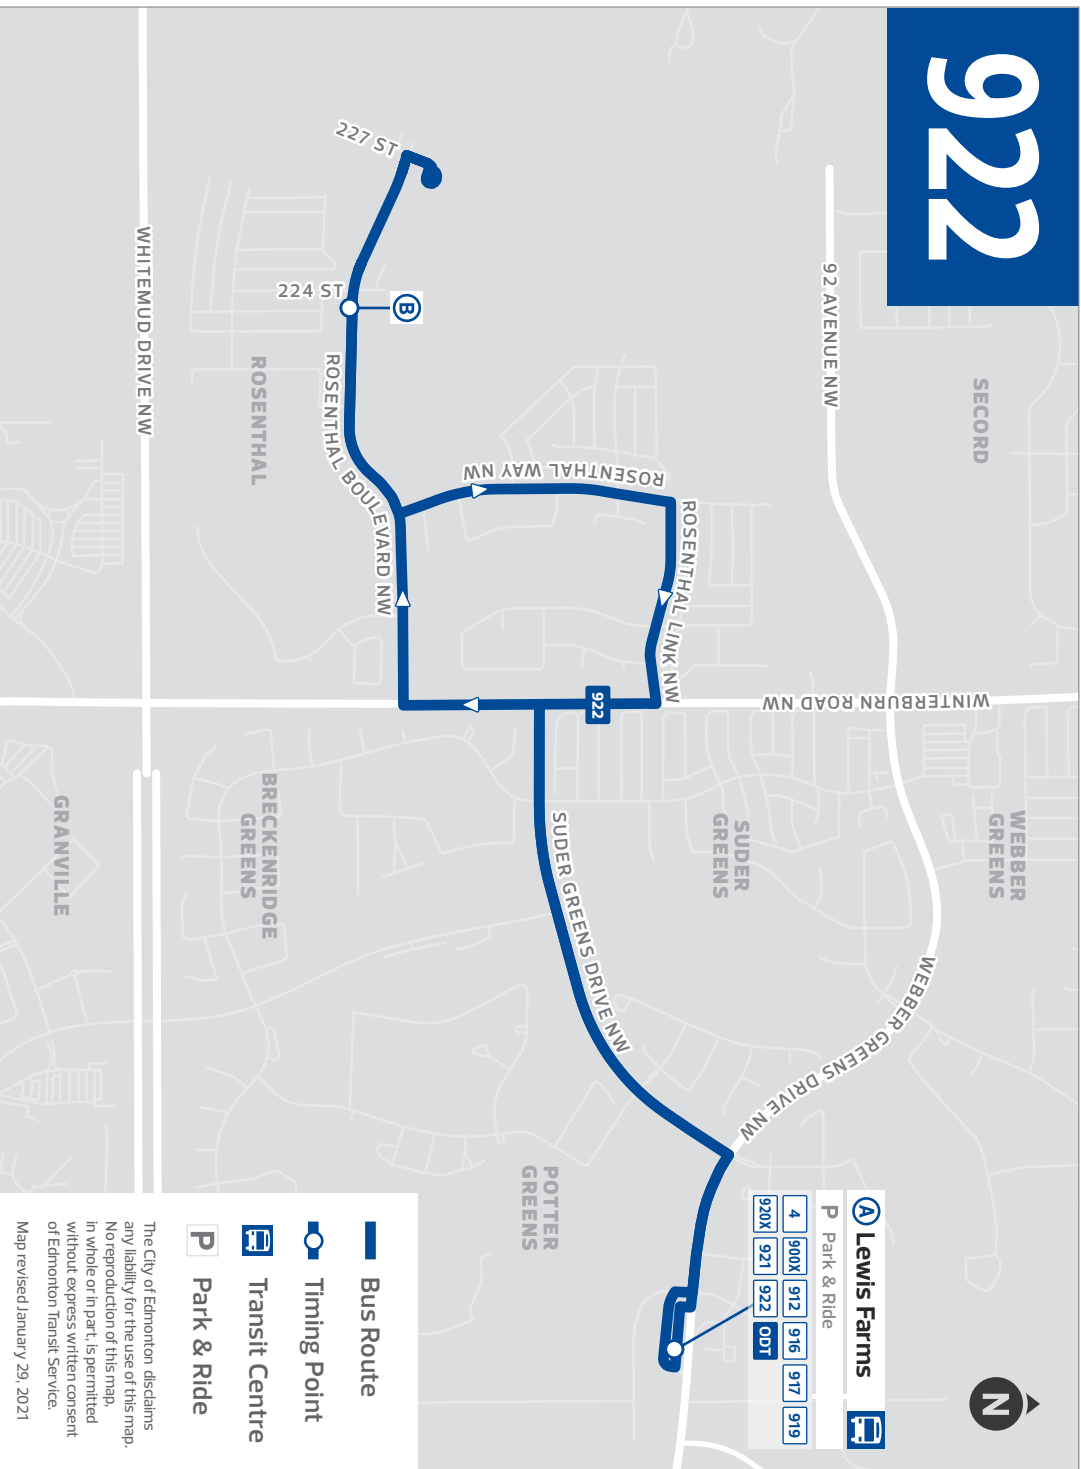 922
SECORD
92 AVENUE NW
WINTERBURN ROAD NW
WEBBER
GREENS
WEBBER GREENS DRIVE NW
227 ST
224 ST
B
ROSENTHAL BOULEVARD NW
ROSENTHAL WAY NW
ROSENTHAL LINK NW
922
ROSENTHAL
WHITEMUD DRIVE NW
SUDER
GREENS
SUDER GREENS DRIVE NW
BRECKENRIDGE
GREENS
GRANVILLE
POTTER
GREENS
A Lewis Farms
P Park & Ride
4 900X 912 916 917 919
920X 921 922 ODT
N
Bus Route
Timing Point
Transit Centre
P Park & Ride
The City of Edmonton disclaims
any liability for the use of this map.
No reproduction of this map,
in whole or in part, is permitted
without express written consent
of Edmonton Transit Service.
Map revised January 29, 2021